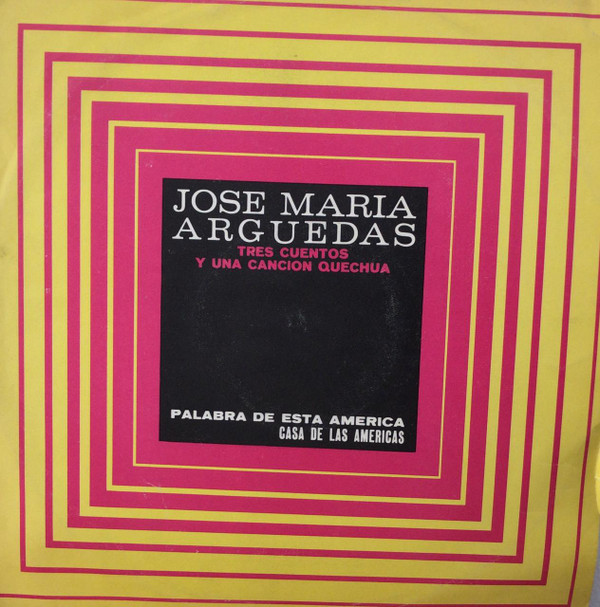 JOSE MARIA
ARGUEDAS
TRES CUENTOS
Y UNA CANCION QUECHUA
PALABRA DE ESTA AMERICA
CASA DE LAS AMERICAS